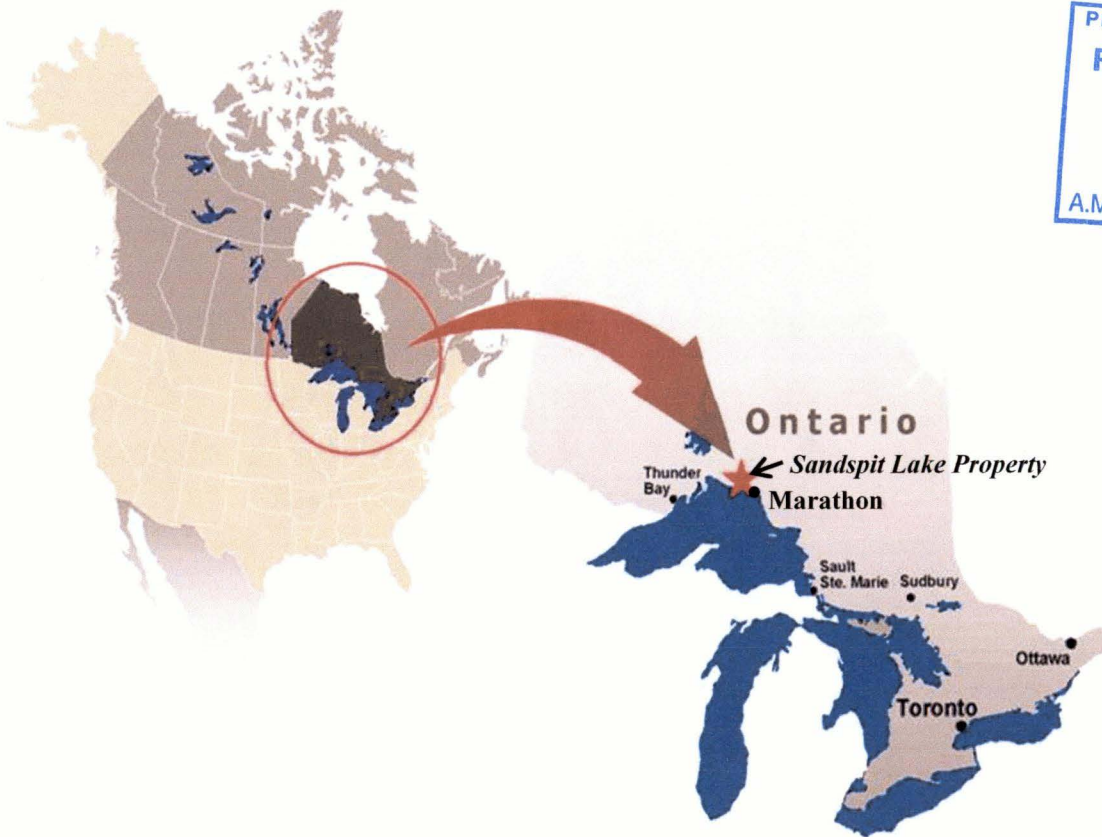 A.M
Ontario
Sandspit Lake Property
Thunder
Bay
Marathon
Sault
Ste. Marie
Sudbury
Ottawa
Toronto